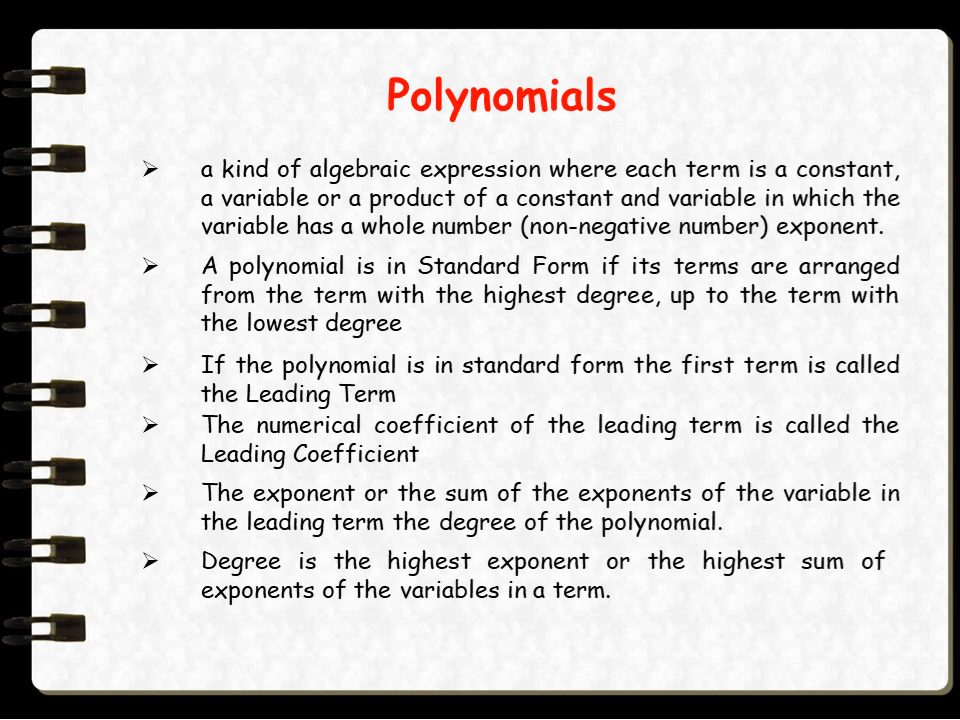 Polynomials
➢ a kind of algebraic expression where each term is a constant,
a variable or a product of a constant and variable in which the
variable has a whole number (non-negative number) exponent.
➢ A polynomial is in Standard Form if its terms are arranged
from the term with the highest degree, up to the term with
the lowest degree
➢ If the polynomial is in standard form the first term is called
the Leading Term
➢ The numerical coefficient of the leading term is called the
Leading Coefficient
➢ The exponent or the sum of the exponents of the variable in
the leading term the degree of the polynomial.
➢ Degree is the highest exponent or the highest sum of
exponents of the variables in a term.